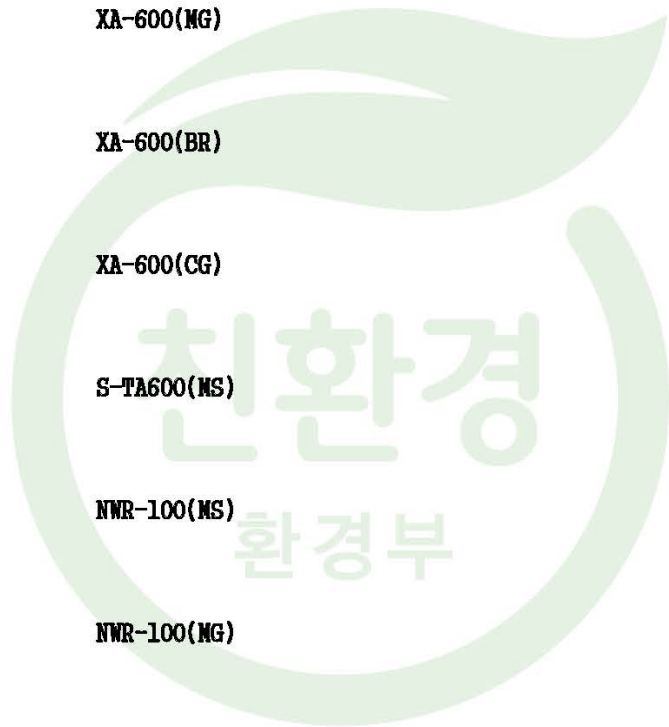 XA-600(MG)
XA-600(BR)
XA-600(CG)
친환경
S-TA600(MS)
NWR-100(MS)
환경부
NWR-100(MG)